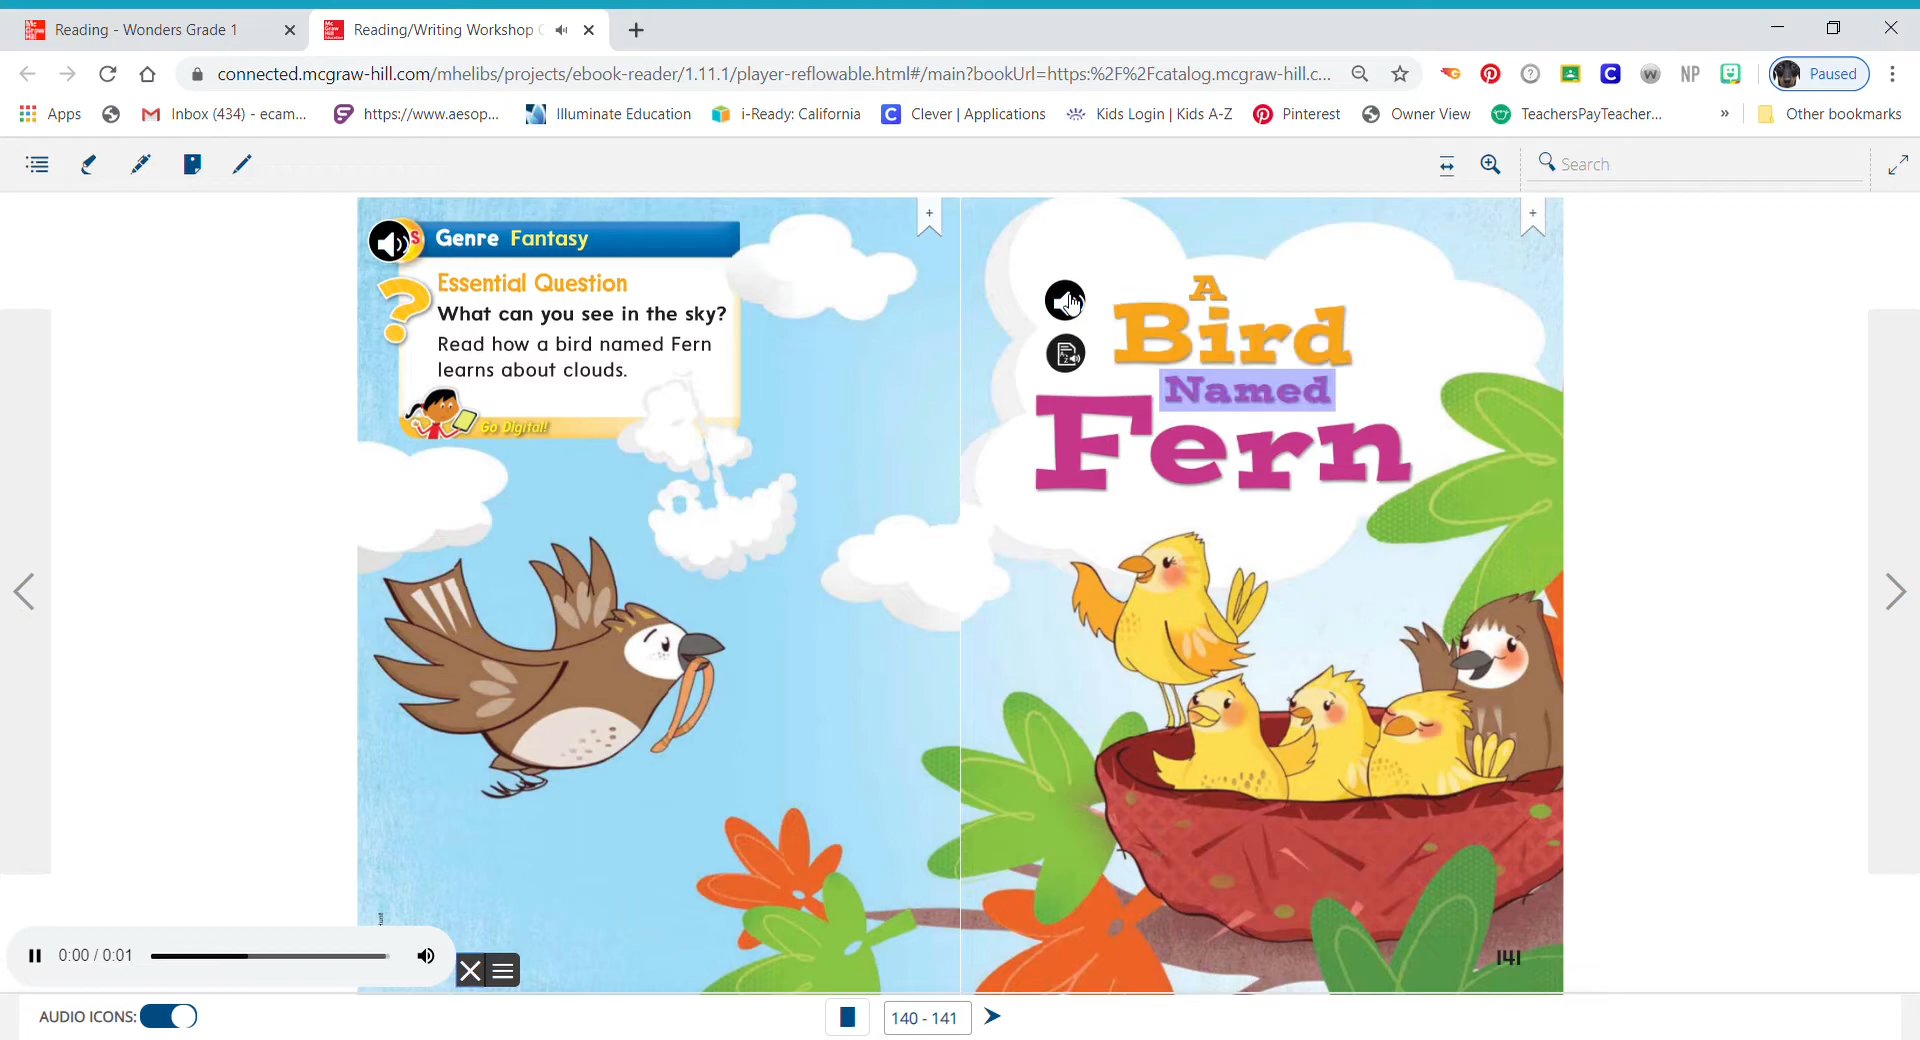 Reading - Wonders Grade 1
Reading/Writing Workshop
connected.mcgraw-hill.com/mhelibs/projects/ebook-reader/1.11.1/player-reflowable.html#/main?bookUrl=https:%2F%2Fcatalog.mcgraw-hill.c...
NP
Paused
Apps
Inbox (434) - ecam...
https://www.aesop...
Illuminate Education
i-Ready: California
Clever | Applications
Kids Login | Kids A-Z
Pinterest
Owner View
TeachersPayTeacher...
»
Other bookmarks
Search
Genre Fantasy
Essential Question
What can you see in the sky?
Read how a bird named Fern
learns about clouds.
Go Digital!
A
Bird
Named
Fern
141
0:00 / 0:01
AUDIO ICONS:
140 - 141